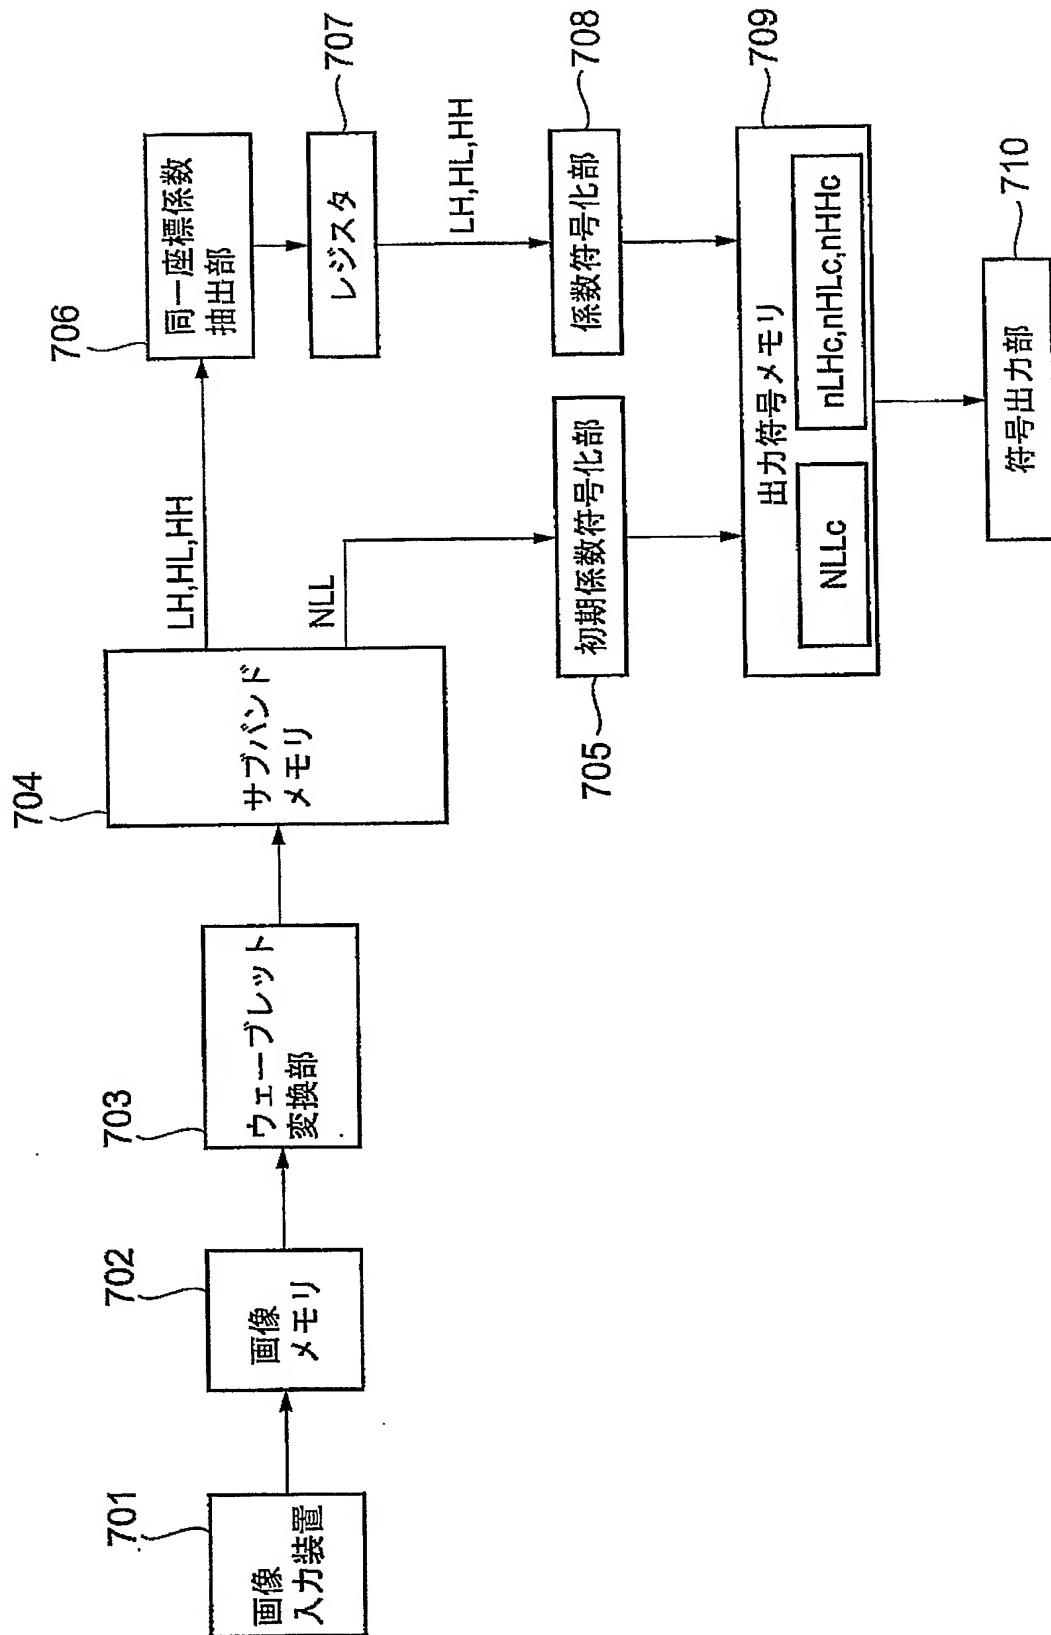 701
画像
入力装置
702
画像
メモリ
703
ウェーブレット
変換部
704
サブバンド
メモリ
LH,HL,HH
NLL
706
同一座標係数
抽出部
707
レジスタ
LH,HL,HH
705
初期係数符号化部
708
係数符号化部
709
出力符号メモリ
NLLc
nLHc,nHLc,nHHc
710
符号出力部